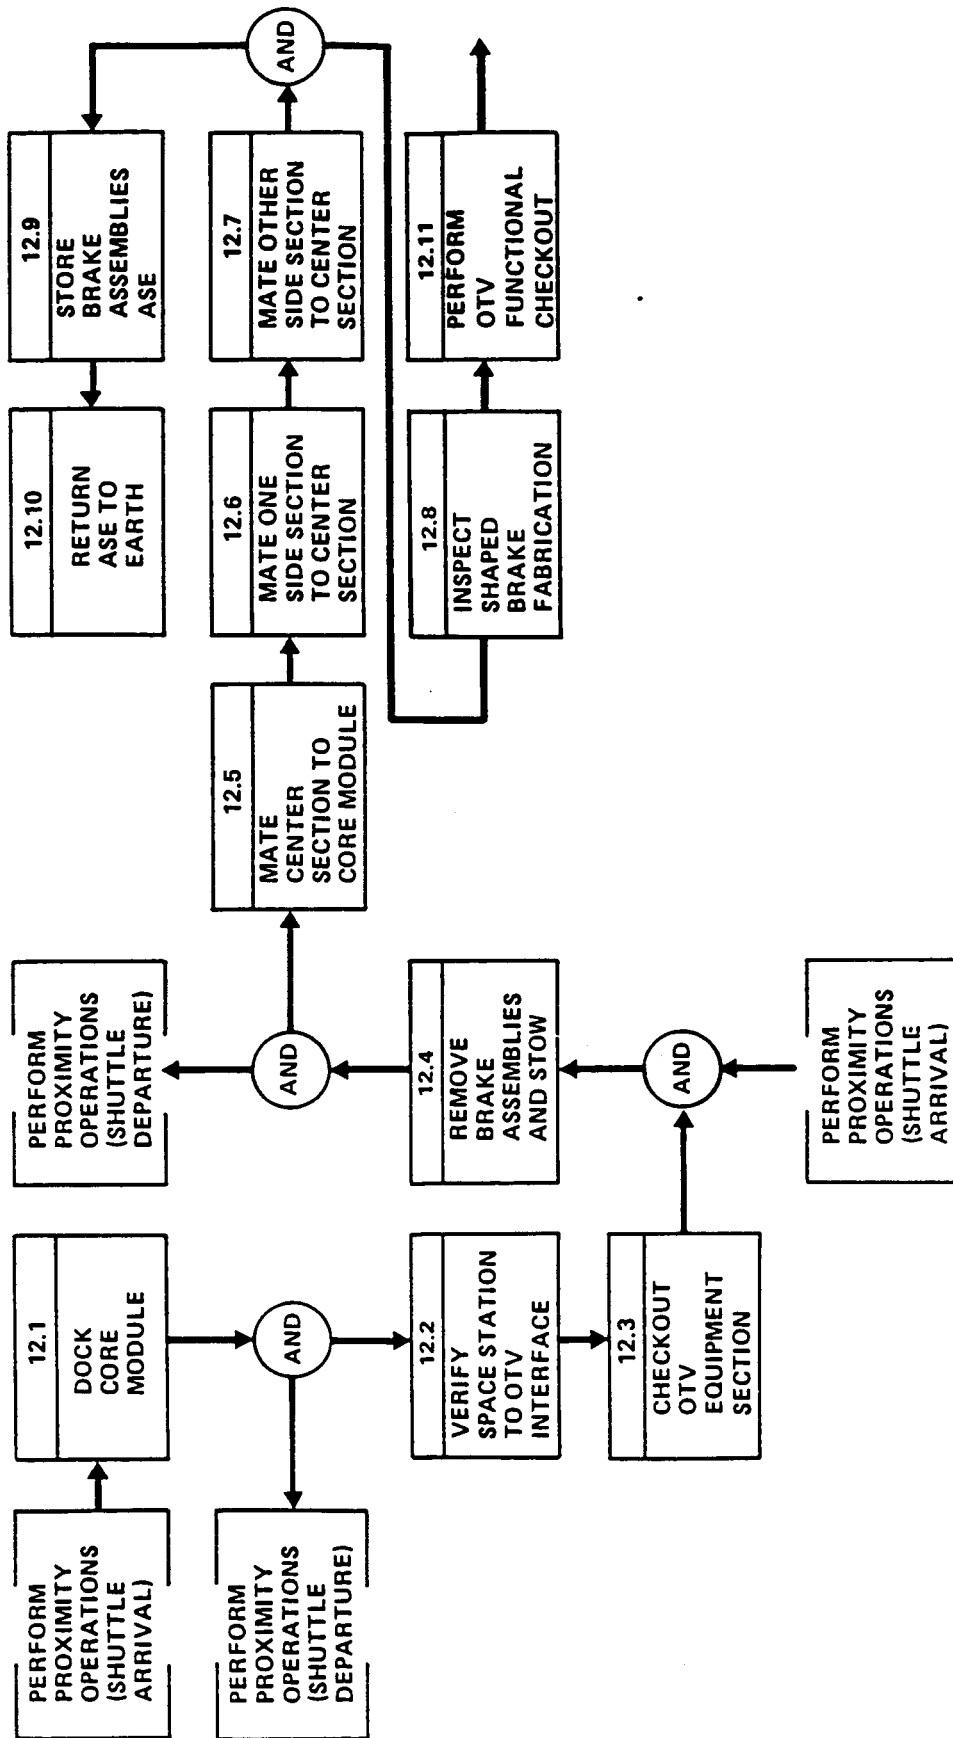 PERFORM
PROXIMITY
OPERATIONS
(SHUTTLE
ARRIVAL)
12.1
DOCK
CORE
MODULE
PERFORM
PROXIMITY
OPERATIONS
(SHUTTLE
DEPARTURE)
AND
12.2
VERIFY
SPACE STATION
TO OTV
INTERFACE
12.3
CHECKOUT
OTV
EQUIPMENT
SECTION
PERFORM
PROXIMITY
OPERATIONS
(SHUTTLE
ARRIVAL)
AND
12.4
REMOVE
BRAKE
ASSEMBLIES
AND STOW
AND
PERFORM
PROXIMITY
OPERATIONS
(SHUTTLE
DEPARTURE)
12.5
MATE
CENTER
SECTION TO
CORE MODULE
12.6
MATE ONE
SIDE SECTION
TO CENTER
SECTION
12.7
MATE OTHER
SIDE SECTION
TO CENTER
SECTION
AND
12.8
INSPECT
SHAPED
BRAKE
FABRICATION
12.9
STORE
BRAKE
ASSEMBLIES
ASE
12.10
RETURN
ASE TO
EARTH
12.11
PERFORM
OTV
FUNCTIONAL
CHECKOUT